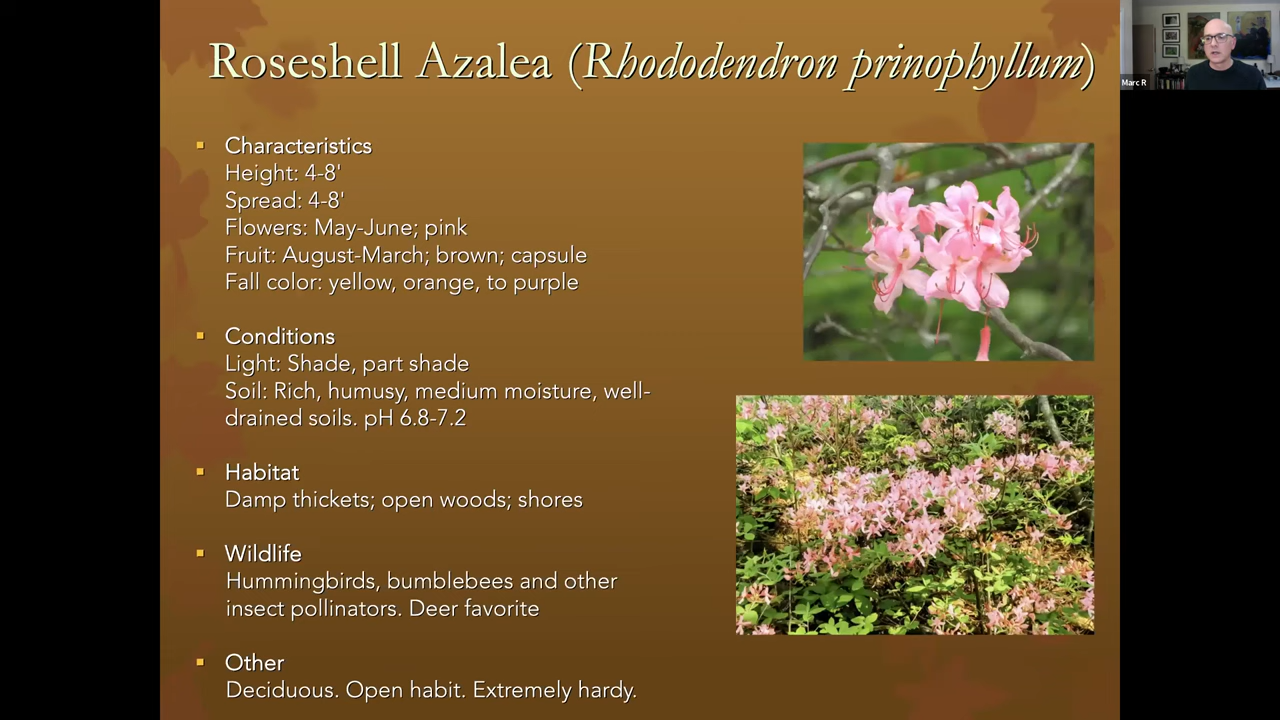 Roseshell Azalea (Rhododendron prinophyllum)
Marc R
▪ Characteristics
Height: 4-8'
Spread: 4-8'
Flowers: May-June; pink
Fruit: August-March; brown; capsule
Fall color: yellow, orange, to purple
▪ Conditions
Light: Shade, part shade
Soil: Rich, humusy, medium moisture, well-
drained soils. pH 6.8-7.2
▪ Habitat
Damp thickets; open woods; shores
▪ Wildlife
Hummingbirds, bumblebees and other
insect pollinators. Deer favorite
▪ Other
Deciduous. Open habit. Extremely hardy.